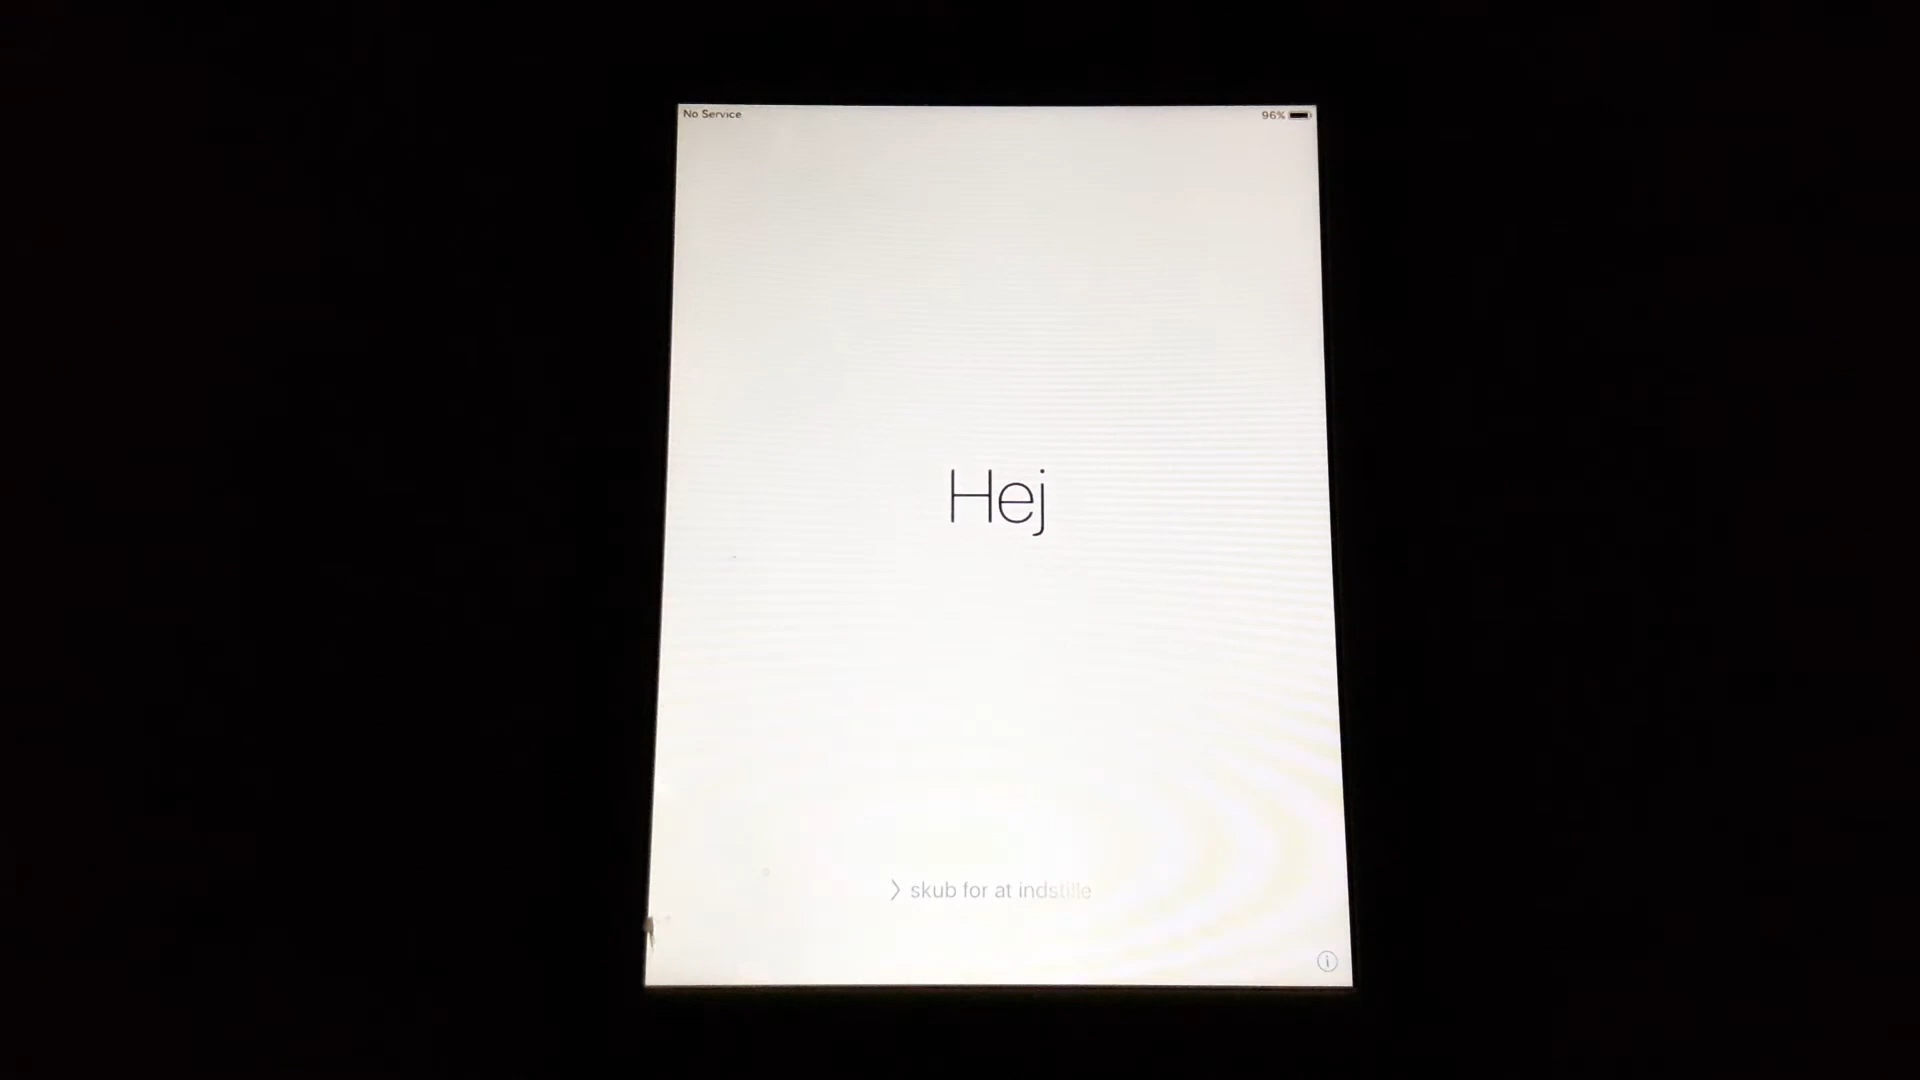 No Service
96%
Hej
skub for at indstille